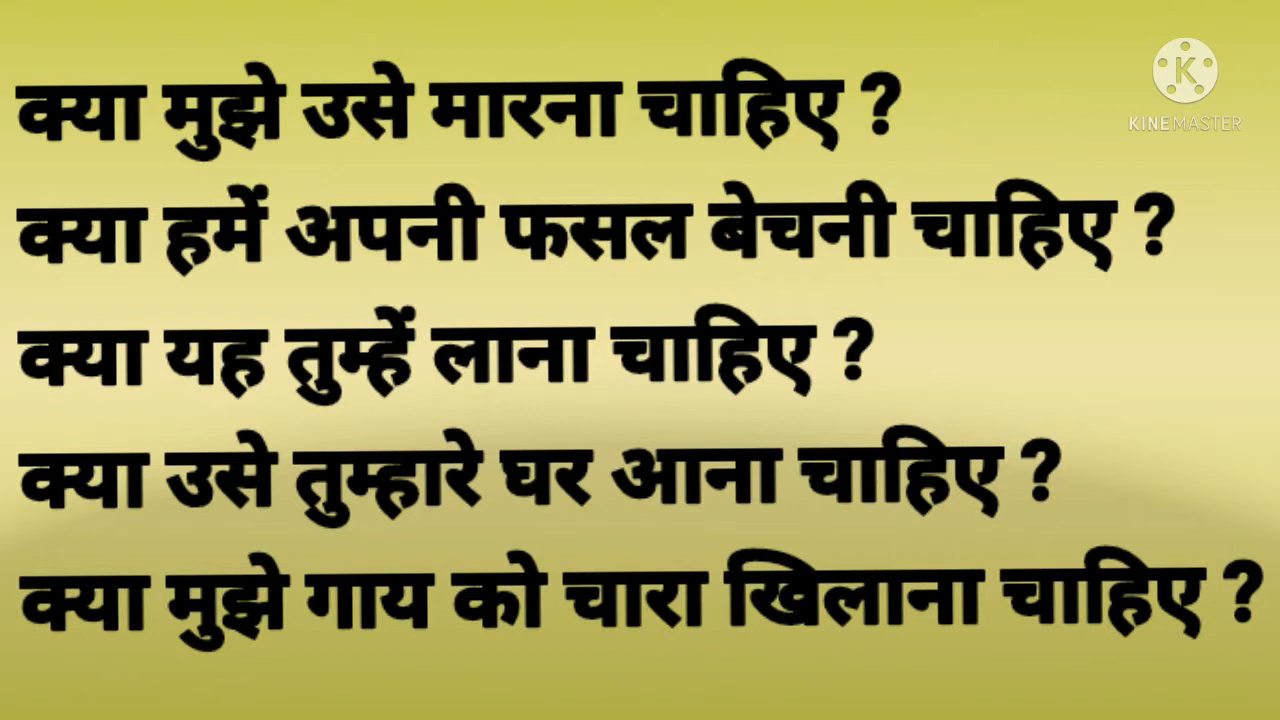 क्या मुझे उसे मारना चाहिए ?
K
KINEMASTER
क्या हमें अपनी फसल बेचनी चाहिए ?
क्या यह तुम्हें लाना चाहिए ?
क्या उसे तुम्हारे घर आना चाहिए ?
क्या मुझे गाय को चारा खिलाना चाहिए ?